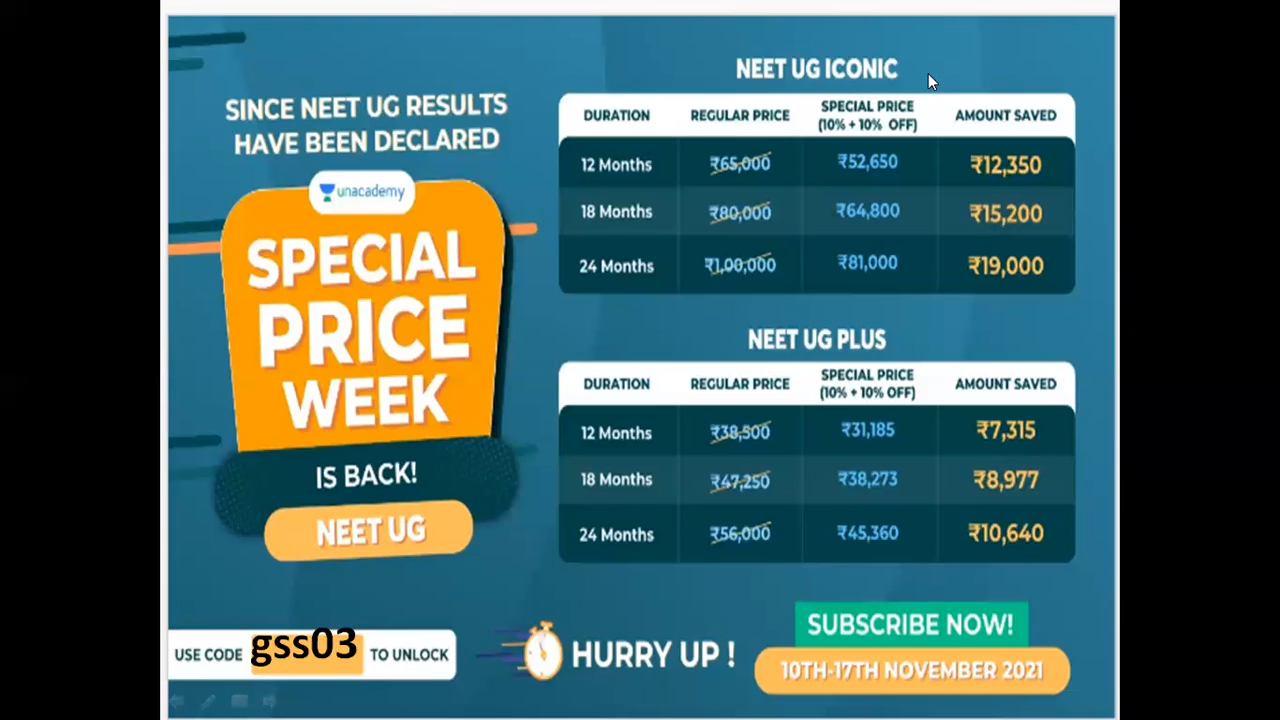 SINCE NEET UG RESULTS
HAVE BEEN DECLARED
unacademy
SPECIAL
PRICE
WEEK
IS BACK!
NEET UG
USE CODE gss03 TO UNLOCK
NEET UG ICONIC
DURATION REGULAR PRICE SPECIAL PRICE (10% + 10% OFF) AMOUNT SAVED
12 Months ₹65,000 ₹52,650 ₹12,350
18 Months ₹80,000 ₹64,800 ₹15,200
24 Months ₹1,00,000 ₹81,000 ₹19,000
NEET UG PLUS
DURATION REGULAR PRICE SPECIAL PRICE (10% + 10% OFF) AMOUNT SAVED
12 Months ₹38,500 ₹31,185 ₹7,315
18 Months ₹47,250 ₹38,273 ₹8,977
24 Months ₹56,000 ₹45,360 ₹10,640
HURRY UP !
SUBSCRIBE NOW!
10TH-17TH NOVEMBER 2021